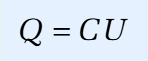 Q = CU